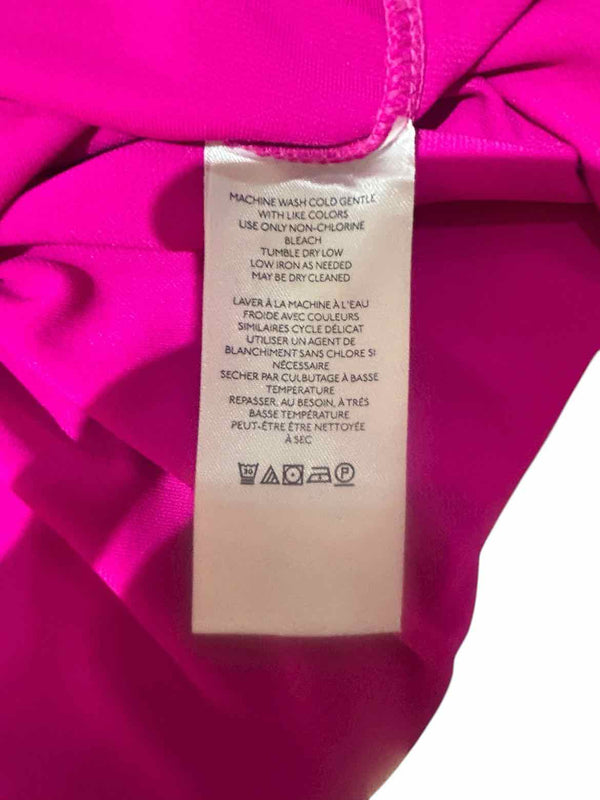 MACHINE WASH COLD GENTLE
WITH LIKE COLORS
USE ONLY NON-CHLORINE
BLEACH
TUMBLE DRY LOW
LOW IRON AS NEEDED
MAY BE DRY CLEANED
LAVER À LA MACHINE À L'EAU
FROIDE AVEC COULEURS
SIMILAIRES CYCLE DÉLICAT
UTILISER UN AGENT DE
BLANCHIMENT SANS CHLORE SI
NÉCESSAIRE
SECHER PAR CULBUTAGE À BASSE
TEMPERATURE
REPASSER, AU BESOIN, À TRÉS
BASSE TEMPÉRATURE
PEUT-ÊTRE ÊTRE NETTOYÉE
À SEC
30 P